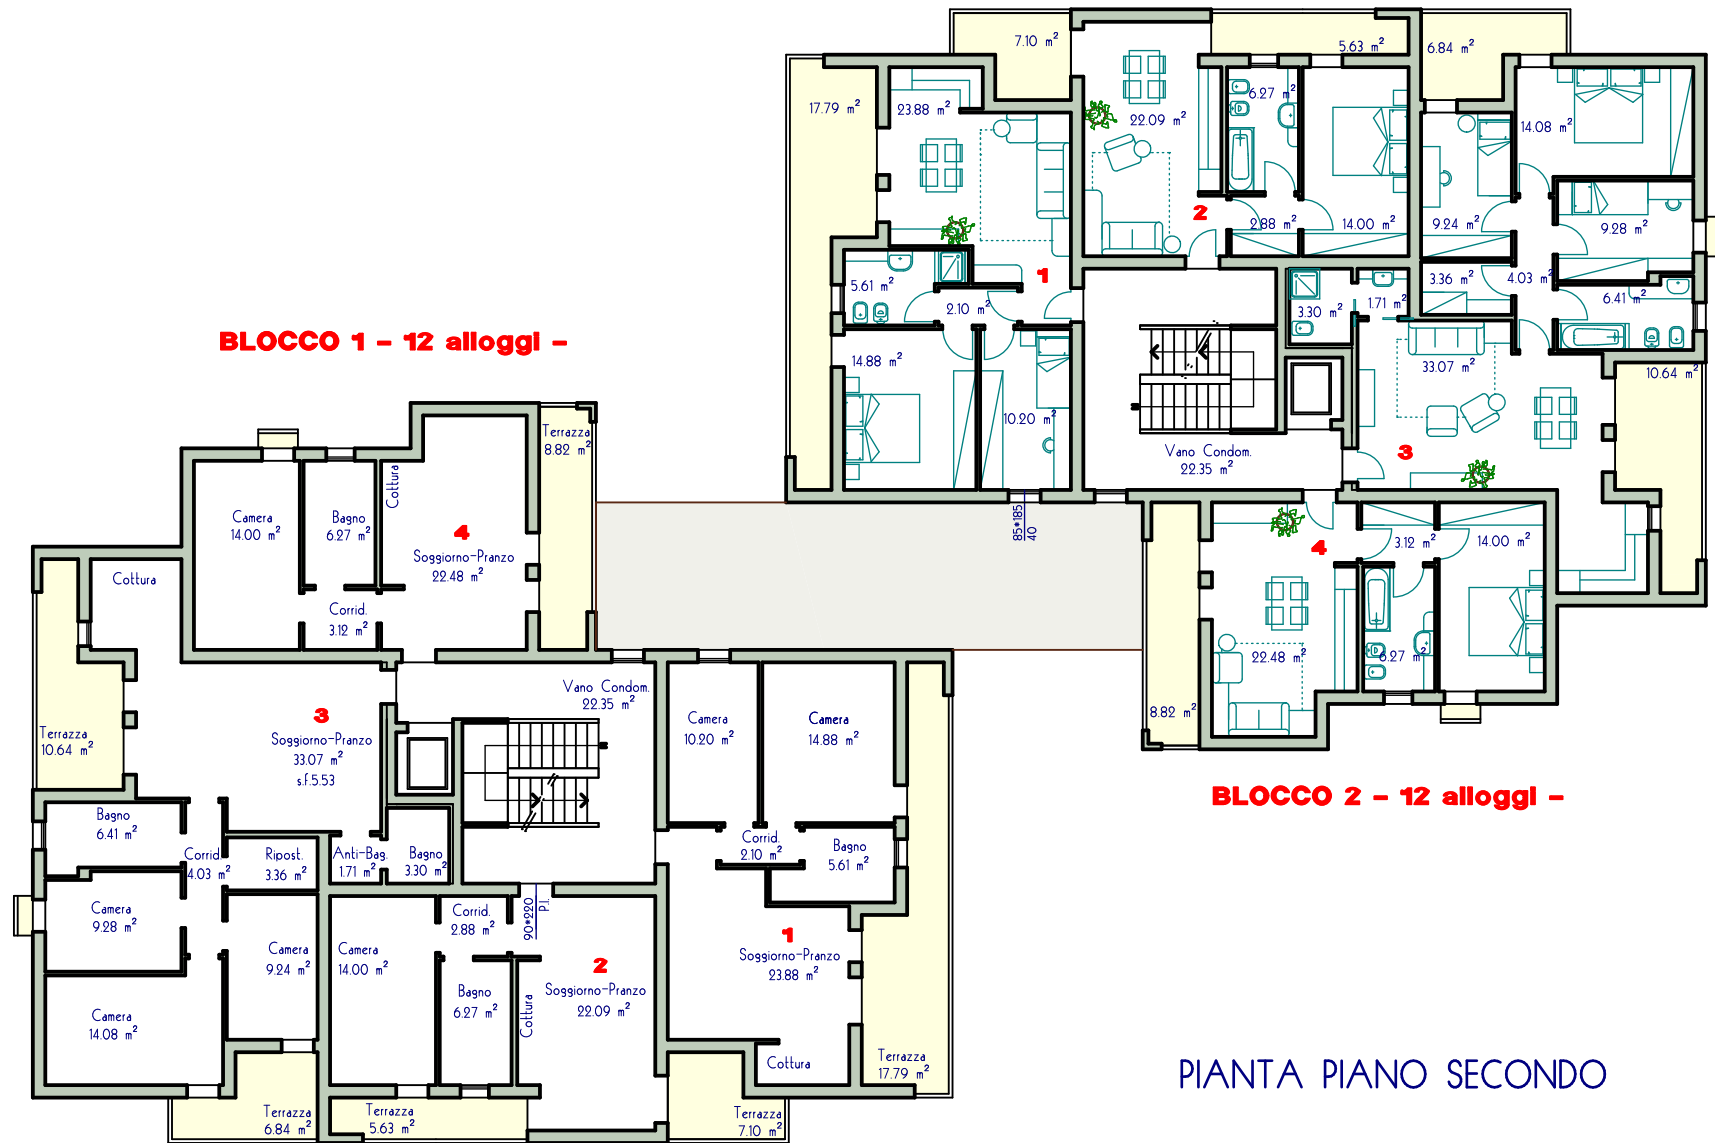 7.10 m²
5.63 m²
6.84 m²
17.79 m²
23.88 m²
22.09 m²
6.27 m²
14.08 m²
2
2.88 m²
14.00 m²
9.24 m²
9.28 m²
1
5.61 m²
2.10 m²
3.30 m²
1.71 m²
3.36 m²
4.03 m²
6.41 m²
14.88 m²
10.20 m²
33.07 m²
10.64 m²
3
Vano Condom.
22.35 m²
85*185
40
4
3.12 m²
14.00 m²
22.48 m²
6.27 m²
8.82 m²
BLOCCO 2 - 12 alloggi -
BLOCCO 1 - 12 alloggi -
Terrazza
8.82 m²
Cottura
Camera
14.00 m²
Bagno
6.27 m²
4
Soggiorno-Pranzo
22.48 m²
Cottura
Corrid.
3.12 m²
Vano Condom.
22.35 m²
3
Soggiorno-Pranzo
33.07 m²
s.f.5.53
Terrazza
10.64 m²
Camera
10.20 m²
Camera
14.88 m²
Bagno
6.41 m²
Corrid.
4.03 m²
Ripost.
3.36 m²
Anti-Bag.
1.71 m²
Bagno
3.30 m²
Corrid.
2.10 m²
Bagno
5.61 m²
Camera
9.28 m²
Camera
9.24 m²
Camera
14.00 m²
Corrid.
2.88 m²
90*220
P.I.
1
Soggiorno-Pranzo
23.88 m²
2
Soggiorno-Pranzo
22.09 m²
Bagno
6.27 m²
Cottura
Camera
14.08 m²
Cottura
Terrazza
17.79 m²
Terrazza
6.84 m²
Terrazza
5.63 m²
Terrazza
7.10 m²
PIANTA PIANO SECONDO